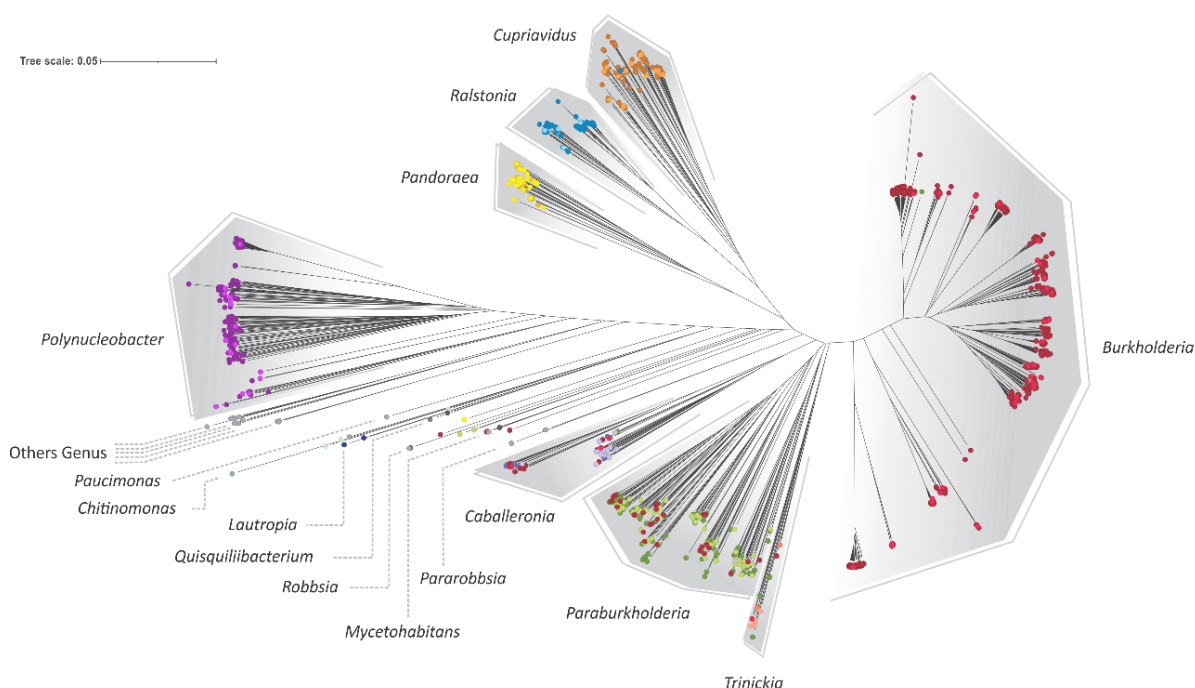 Cupriavidus
Tree scale: 0.05
Ralstonia
Pandoraea
Polynucleobacter
Burkholderia
Others Genus
Paucimonas
Chitinomonas
Lautropia
Caballeronia
Quisquiliibacterium
Robbsia
Pararobbsia
Paraburkholderia
Mycetohabitans
Trinickia